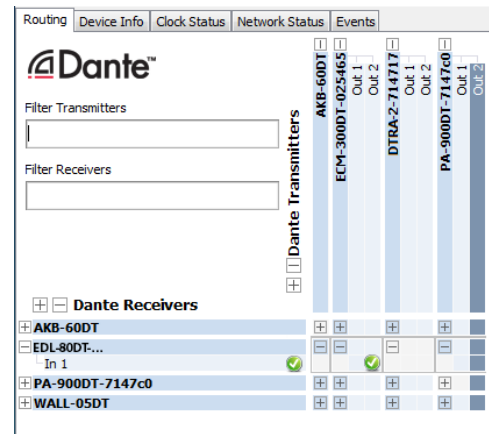 Routing Device Info Clock Status Network Status Events
Dante™
Filter Transmitters
Filter Receivers
Dante Transmitters
AKB-60DT
ECM-300DT-025465
Out 1
Out 2
DTRA-2-714717
Out 1
Out 2
PA-900DT-7147c0
Out 1
Out 2
Dante Receivers
AKB-60DT
EDL-80DT-...
In 1
PA-900DT-7147c0
WALL-05DT